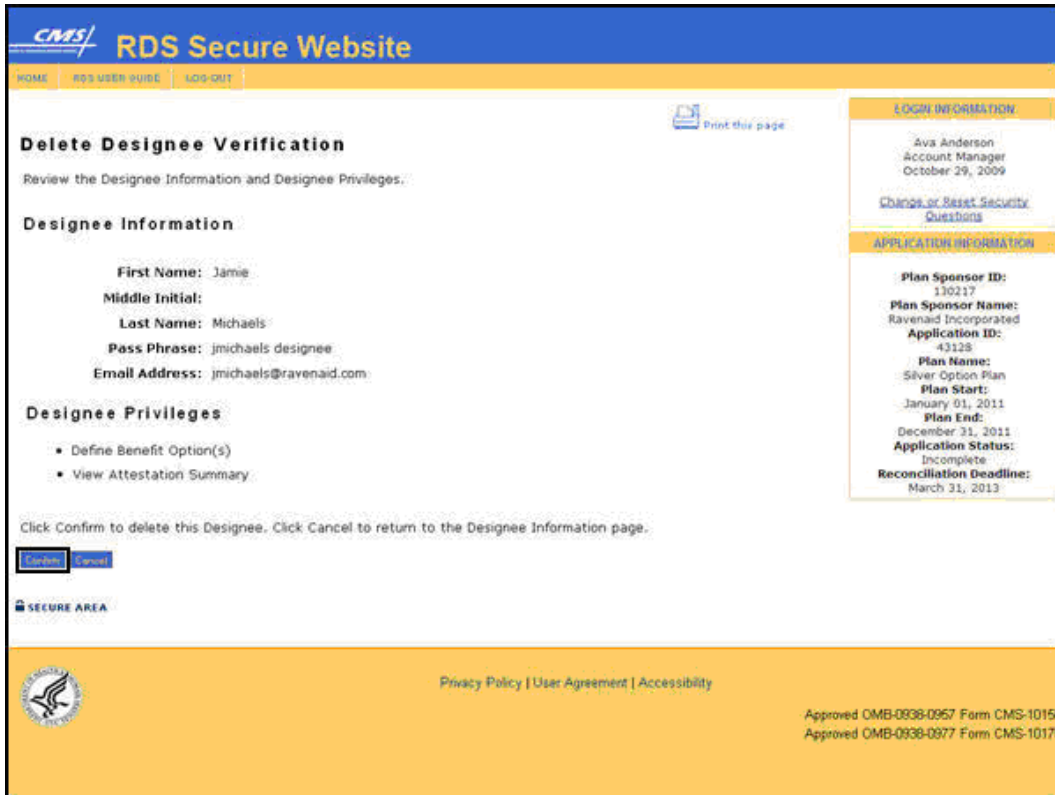 CMS RDS Secure Website
HOME RDS USER GUIDE LOG OUT
Print this page
Delete Designee Verification
Review the Designee Information and Designee Privileges.
Designee Information
First Name: Jamie
Middle Initial:
Last Name: Michaels
Pass Phrase: jmichaels designee
Email Address: jmichaels@ravenaid.com
Designee Privileges
• Define Benefit Option(s)
• View Attestation Summary
Click Confirm to delete this Designee. Click Cancel to return to the Designee Information page.
Confirm Cancel
SECURE AREA
LOGIN INFORMATION
Ava Anderson
Account Manager
October 29, 2009
Change or Reset Security
Questions
APPLICATION INFORMATION
Plan Sponsor ID:
130217
Plan Sponsor Name:
Ravenaid Incorporated
Application ID:
43128
Plan Name:
Silver Option Plan
Plan Start:
January 01, 2011
Plan End:
December 31, 2011
Application Status:
Incomplete
Reconciliation Deadline:
March 31, 2013
Privacy Policy | User Agreement | Accessibility
Approved OMB-0938-0957 Form CMS-1015
Approved OMB-0938-0977 Form CMS-1017